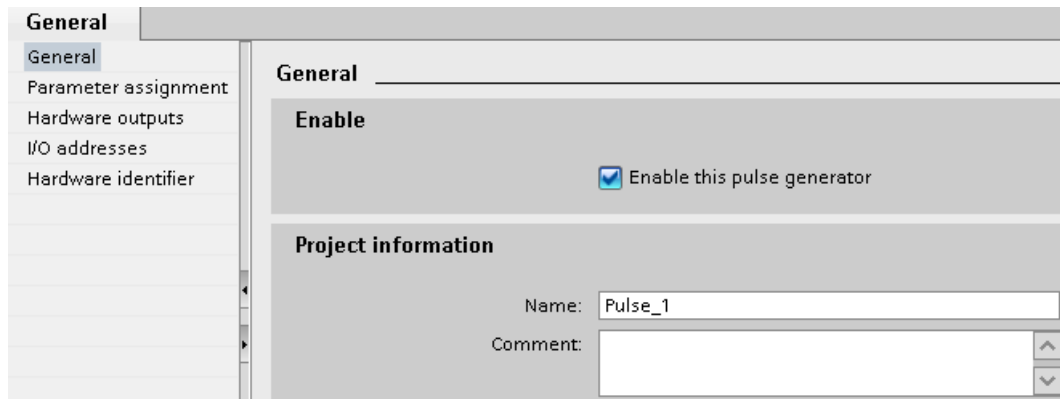 General
General
Parameter assignment
Hardware outputs
I/O addresses
Hardware identifier
General
Enable
Enable this pulse generator
Project information
Name: Pulse_1
Comment: